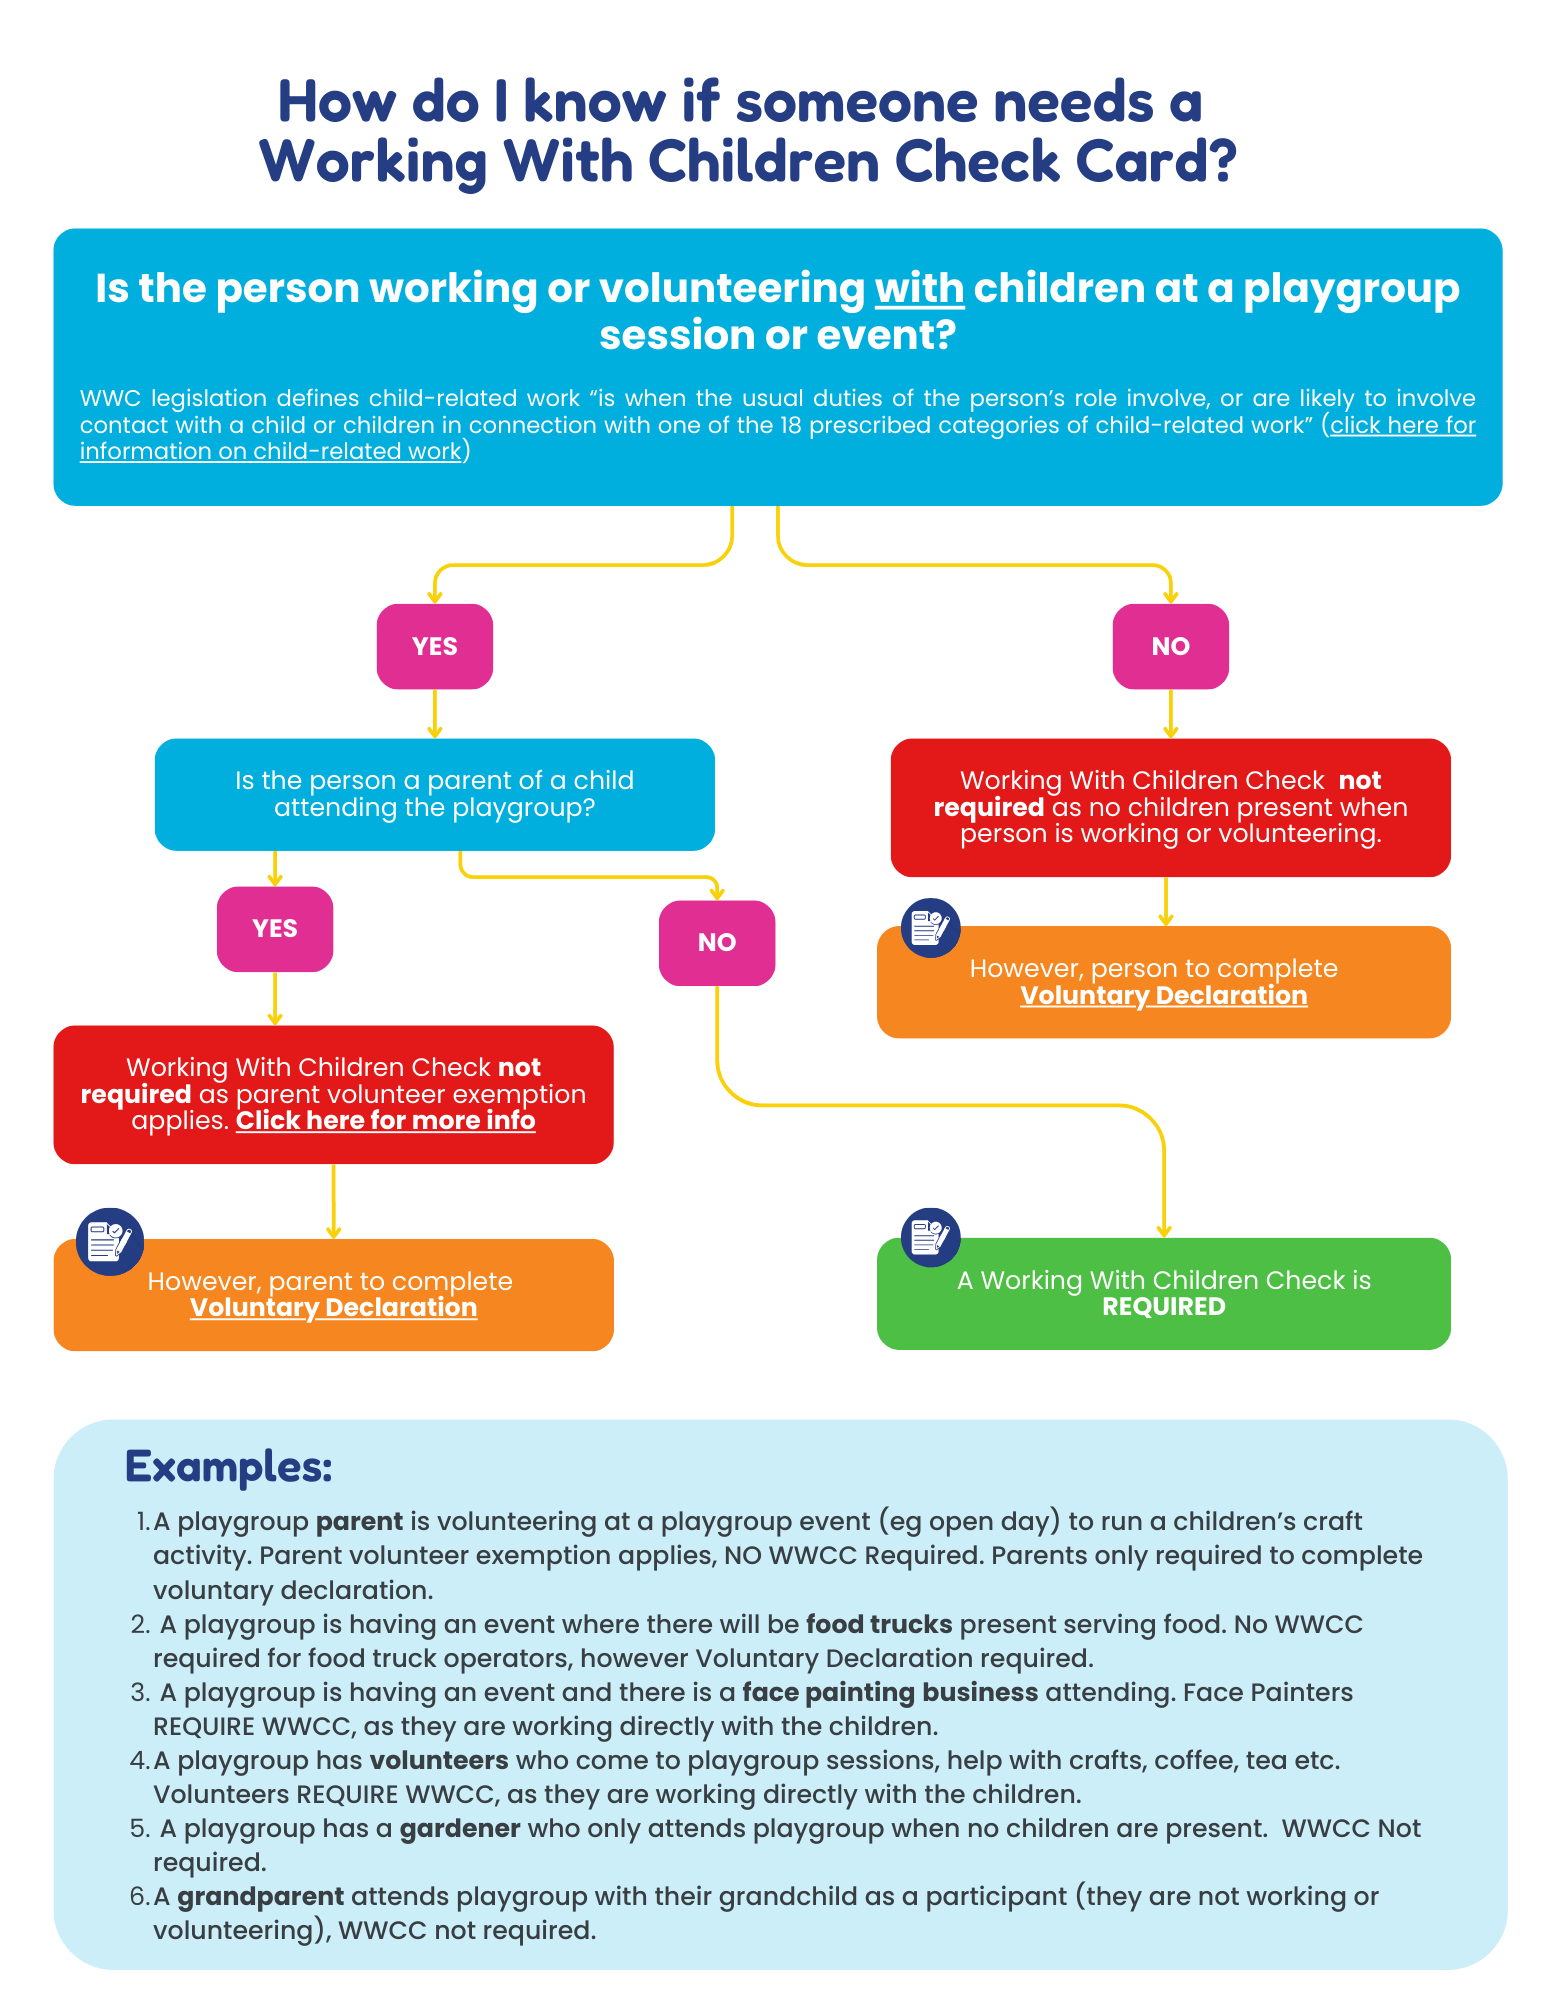 How do I know if someone needs a
Working With Children Check Card?
Is the person working or volunteering with children at a playgroup
session or event?
WWC legislation defines child-related work “is when the usual duties of the person’s role involve, or are likely to involve
contact with a child or children in connection with one of the 18 prescribed categories of child-related work” (click here for
information on child-related work)
YES
NO
Is the person a parent of a child
attending the playgroup?
Working With Children Check not
required as no children present when
person is working or volunteering.
YES
NO
However, person to complete
Voluntary Declaration
Working With Children Check not
required as parent volunteer exemption
applies. Click here for more info
However, parent to complete
Voluntary Declaration
A Working With Children Check is
REQUIRED
Examples:
1. A playgroup parent is volunteering at a playgroup event (eg open day) to run a children’s craft
activity. Parent volunteer exemption applies, NO WWCC Required. Parents only required to complete
voluntary declaration.
2. A playgroup is having an event where there will be food trucks present serving food. No WWCC
required for food truck operators, however Voluntary Declaration required.
3. A playgroup is having an event and there is a face painting business attending. Face Painters
REQUIRE WWCC, as they are working directly with the children.
4. A playgroup has volunteers who come to playgroup sessions, help with crafts, coffee, tea etc.
Volunteers REQUIRE WWCC, as they are working directly with the children.
5. A playgroup has a gardener who only attends playgroup when no children are present. WWCC Not
required.
6. A grandparent attends playgroup with their grandchild as a participant (they are not working or
volunteering), WWCC not required.